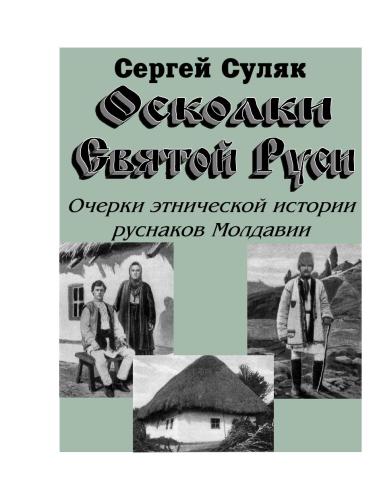 Сергей Суляк
Осколки
Святой Руси
Очерки этнической истории
руснаков Молдавии